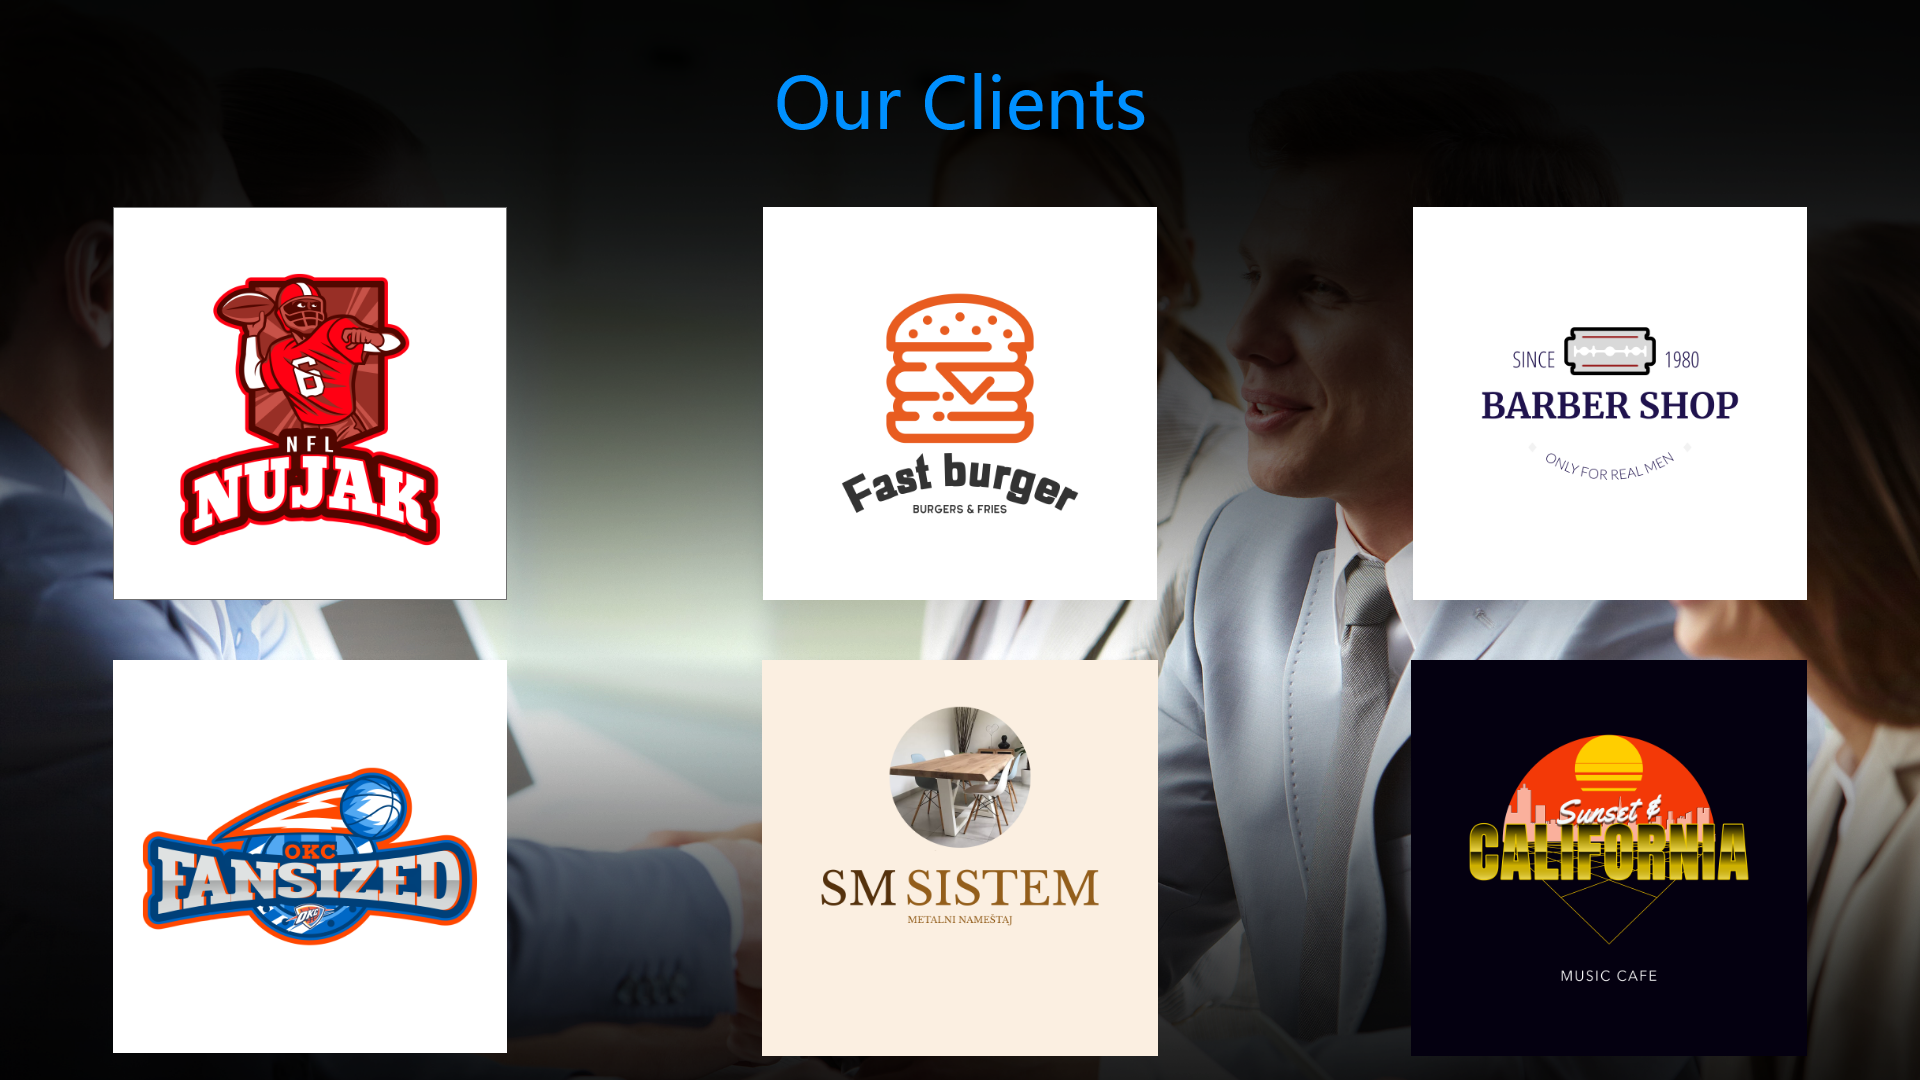 Our Clients
6
NFL
NUJAK
Fast burger
BURGERS & FRIES
SINCE 1980
BARBER SHOP
ONLY FOR REAL MEN
OKC
FANSIZED
OKC
SM SISTEM
METALNI NAMEŠTAJ
Sunset &
CALIFORNIA
MUSIC CAFE